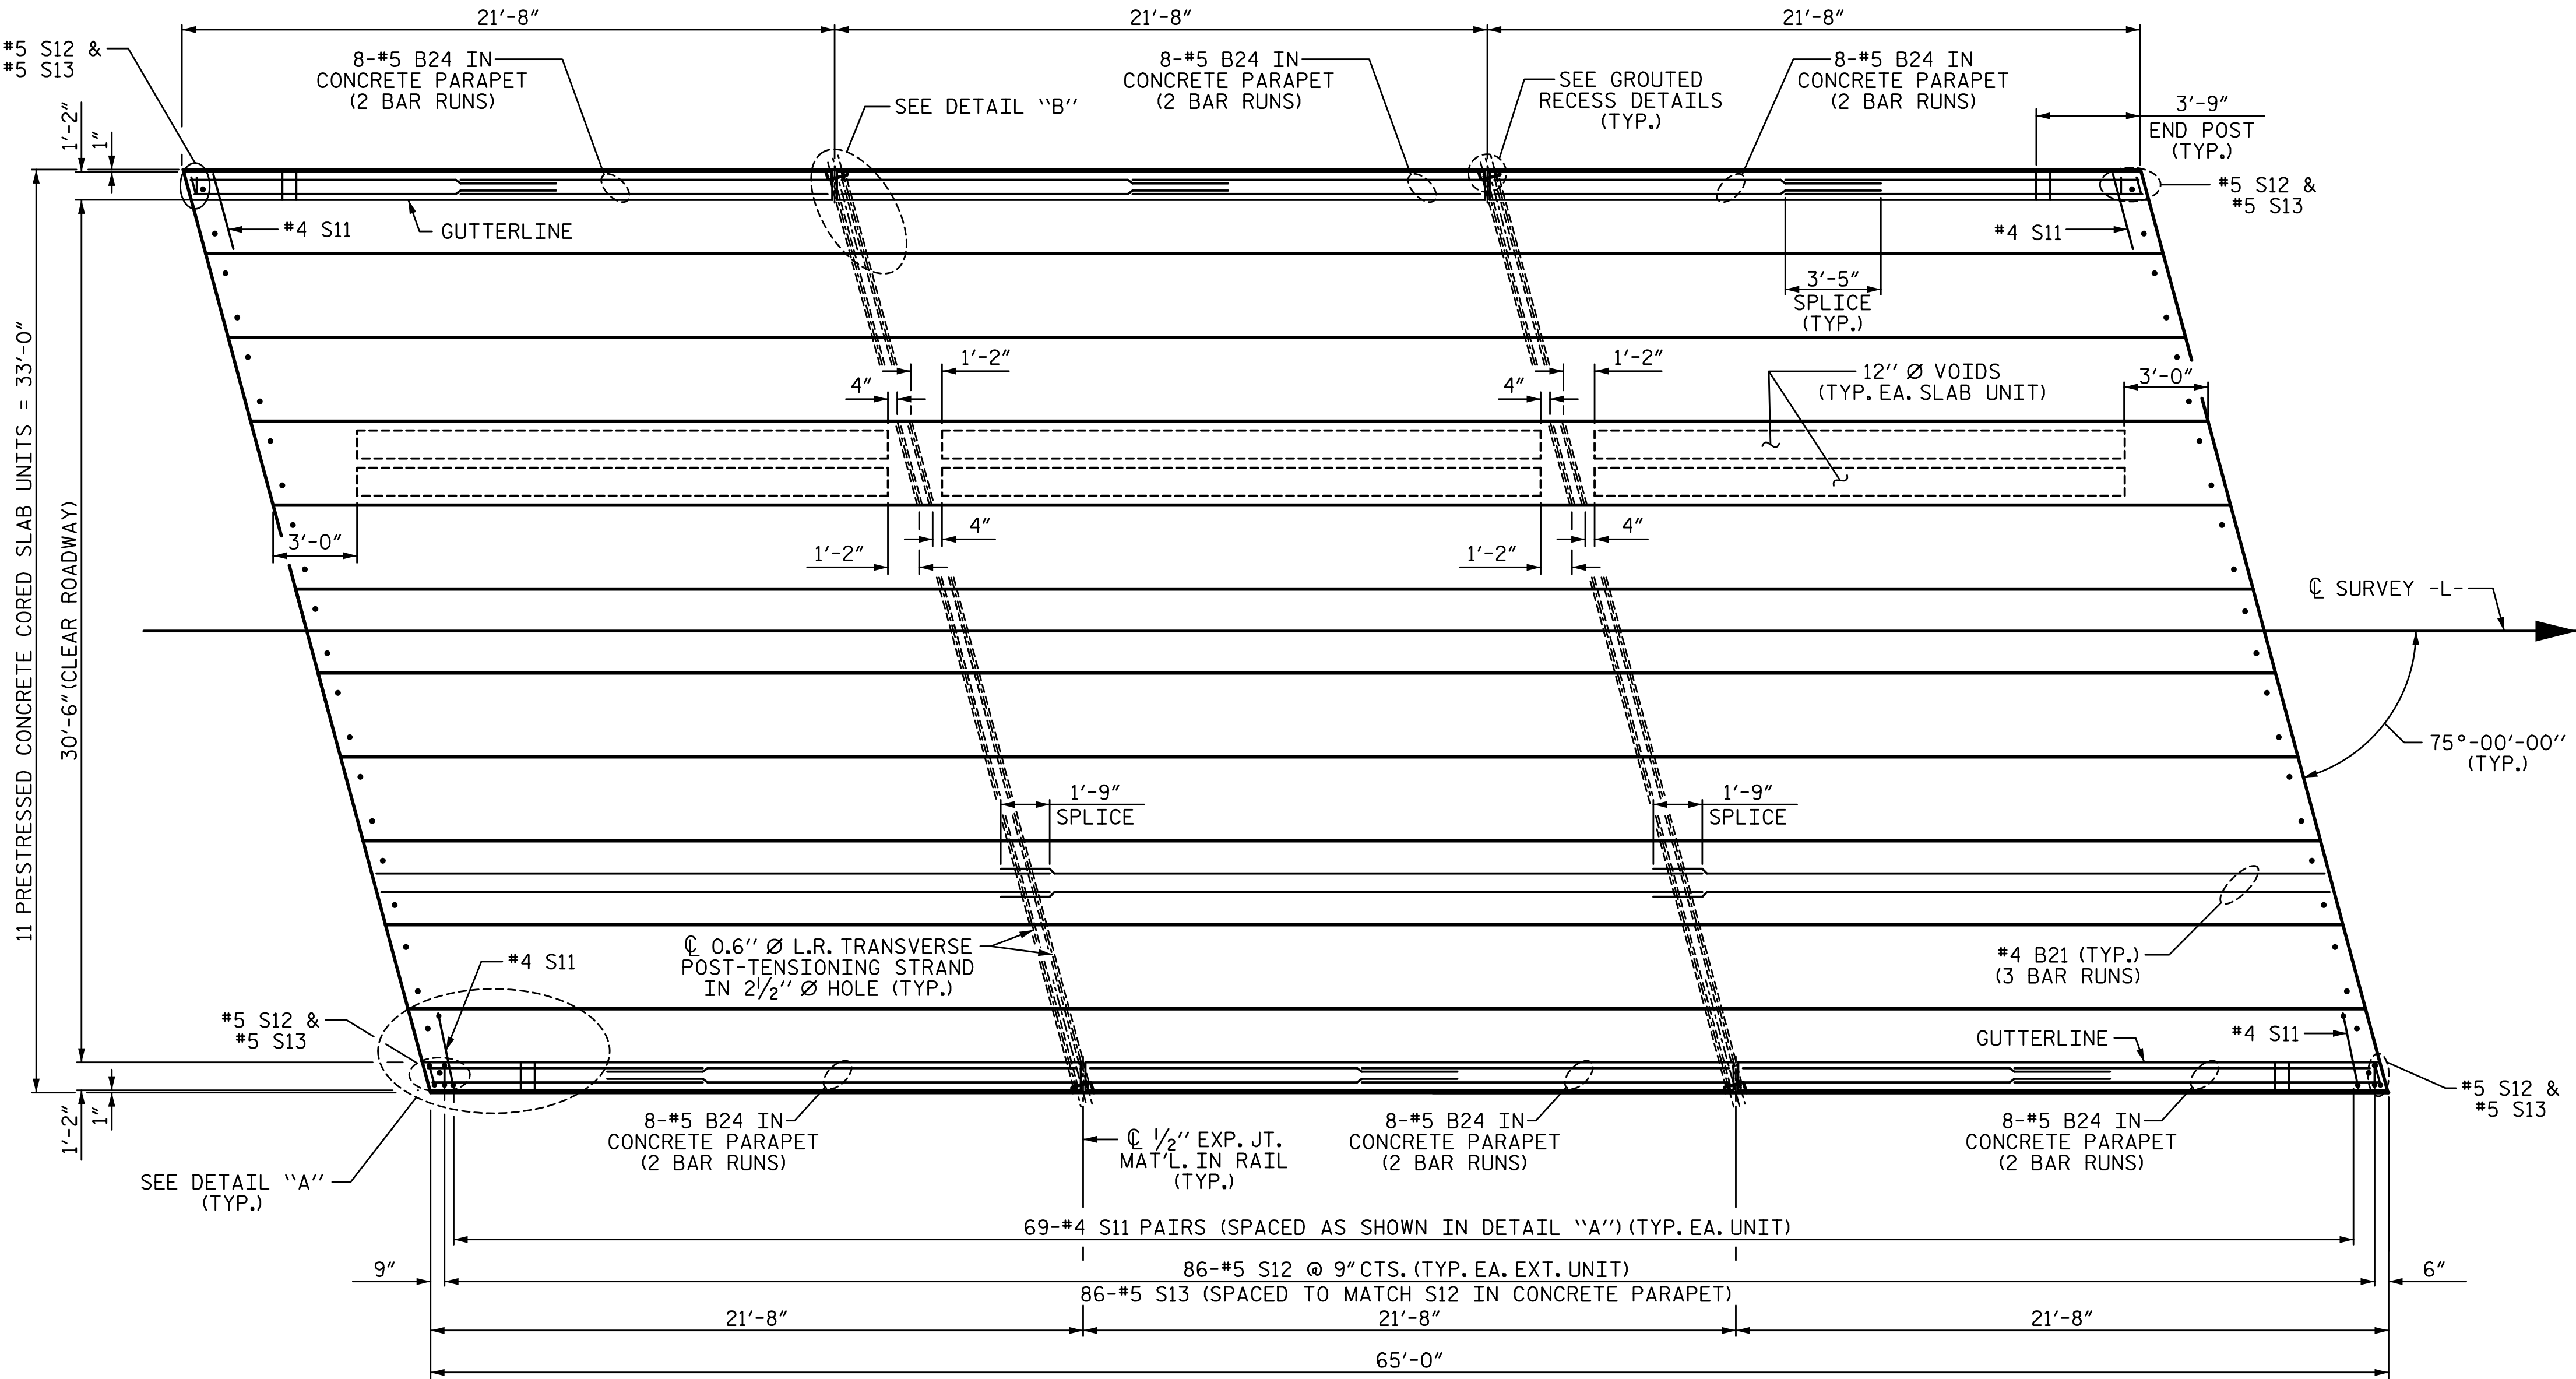 21'-8"
21'-8"
21'-8"
#5 S12 &
#5 S13
8-#5 B24 IN
CONCRETE PARAPET
(2 BAR RUNS)
SEE DETAIL "B"
8-#5 B24 IN
CONCRETE PARAPET
(2 BAR RUNS)
SEE GROUTED
RECESS DETAILS
(TYP.)
8-#5 B24 IN
CONCRETE PARAPET
(2 BAR RUNS)
3'-9"
END POST
(TYP.)
1'-2"
1"
#5 S12 &
#5 S13
#4 S11
GUTTERLINE
#4 S11
3'-5"
SPLICE
(TYP.)
11 PRESTRESSED CONCRETE CORED SLAB UNITS = 33'-0"
30'-6" (CLEAR ROADWAY)
1'-2"
4"
1'-2"
4"
12" Ø VOIDS
(TYP. EA. SLAB UNIT)
3'-0"
3'-0"
4"
1'-2"
4"
1'-2"
℄ SURVEY -L-
75°-00'-00"
(TYP.)
1'-9"
SPLICE
1'-9"
SPLICE
℄ 0.6" Ø L.R. TRANSVERSE
POST-TENSIONING STRAND
IN 2½" Ø HOLE (TYP.)
#4 B21 (TYP.)
(3 BAR RUNS)
#4 S11
#5 S12 &
#5 S13
GUTTERLINE
#4 S11
1'-2"
1"
8-#5 B24 IN
CONCRETE PARAPET
(2 BAR RUNS)
℄ ½" EXP. JT.
MAT'L. IN RAIL
(TYP.)
8-#5 B24 IN
CONCRETE PARAPET
(2 BAR RUNS)
8-#5 B24 IN
CONCRETE PARAPET
(2 BAR RUNS)
#5 S12 &
#5 S13
SEE DETAIL "A"
(TYP.)
69-#4 S11 PAIRS (SPACED AS SHOWN IN DETAIL "A") (TYP. EA. UNIT)
9"
86-#5 S12 @ 9" CTS. (TYP. EA. EXT. UNIT)
6"
86-#5 S13 (SPACED TO MATCH S12 IN CONCRETE PARAPET)
21'-8"
21'-8"
21'-8"
65'-0"